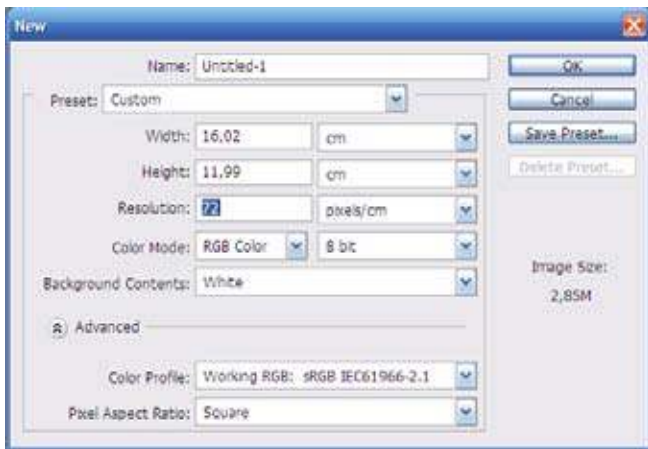 New
Name: Untitled-1
OK
Preset: Custom
Cancel
Width: 16,02 cm
Save Preset...
Height: 11,99 cm
Delete Preset...
Resolution: 72 pixels/cm
Color Mode: RGB Color 8 bit
Background Contents: White
Image Size:
2,85M
Advanced
Color Profile: Working RGB: sRGB IEC61966-2.1
Pixel Aspect Ratio: Square